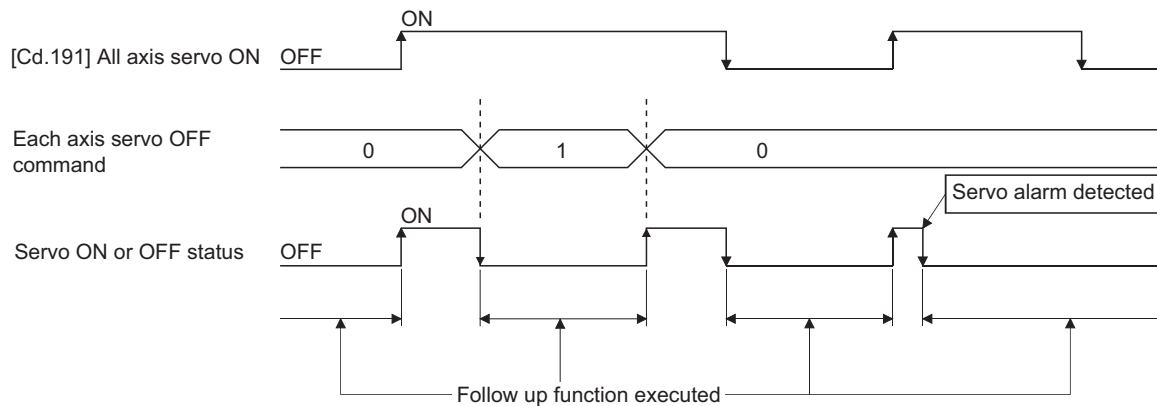 ON
[Cd.191] All axis servo ON OFF
Each axis servo OFF
command
0 1 0
Servo alarm detected
ON
Servo ON or OFF status OFF
Follow up function executed